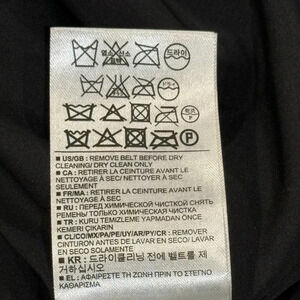 드라이
■ US/GB : REMOVE BELT BEFORE DRY
CLEANING/ DRY CLEAN ONLY
■ CA : RETIRER LA CEINTURE AVANT LE
NETTOYAGE À SEC/ NETTOYER À SEC
SEULEMENT
■ FR : RETIRER LA CEINTURE AVANT LE
NETTOYAGE À SEC
■ RU : ПЕРЕД ХИМИЧЕСКОЙ ЧИСТКОЙ СНЯТЬ
РЕМЕНЬ/ ТОЛЬКО ХИМИЧЕСКАЯ ЧИСТКА
■ TR : KURU TEMİZLEME YAPMADAN ÖNCE
KEMERİ ÇIKARIN
■ CL/CO/MX/PA/PE/UY/AR/PY/CR : REMOVER
CINTURON ANTES DE LAVAR EN SECO/ LAVAR
EN SECO SOLAMENTE
■ KR : 드라이클리닝 전에 벨트를 제
거하십시오
■ EL : ΑΦΑΙΡΕΣΤΕ ΤΗ ΖΩΝΗ ΠΡΙΝ ΤΟ ΣΤΕΓΝΟ
ΚΑΘΑΡΙΣΜΑ